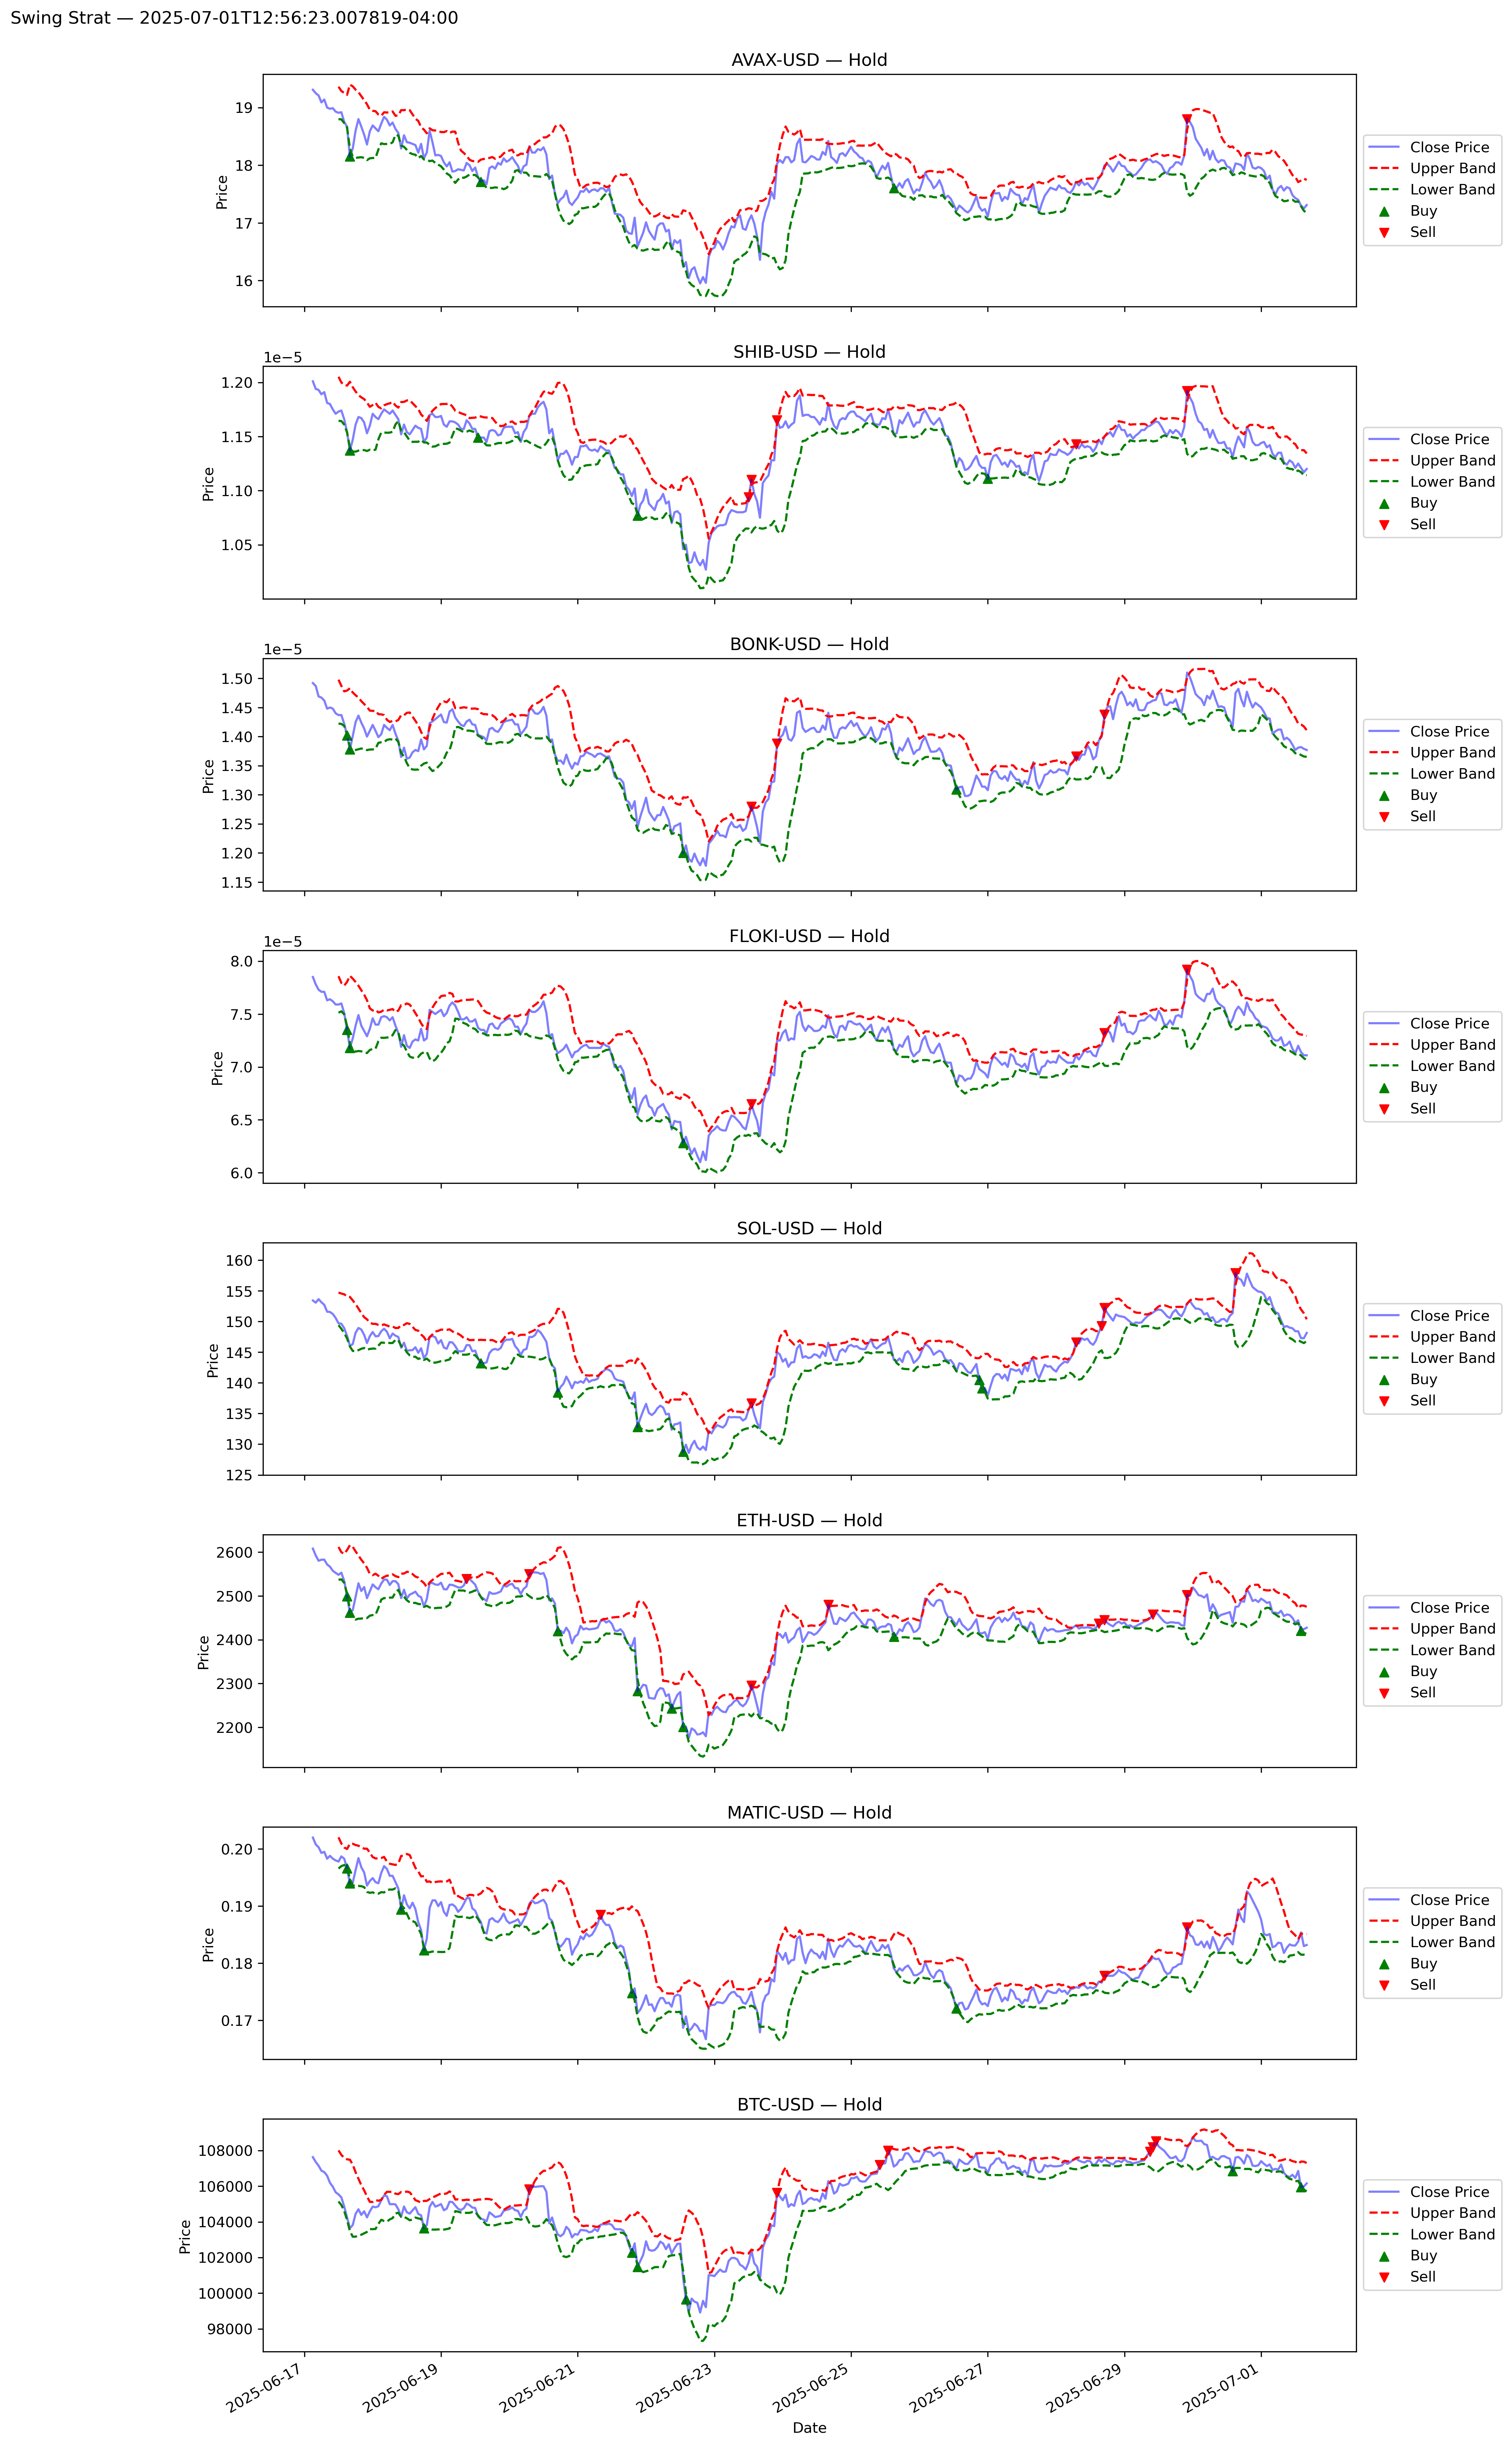 Swing Strat — 2025-07-01T12:56:23.007819-04:00
AVAX-USD — Hold
19
18
17
16
Price
Close Price
Upper Band
Lower Band
Buy
Sell
SHIB-USD — Hold
1e−5
1.20
1.15
1.10
1.05
Price
Close Price
Upper Band
Lower Band
Buy
Sell
BONK-USD — Hold
1e−5
1.50
1.45
1.40
1.35
1.30
1.25
1.20
1.15
Price
Close Price
Upper Band
Lower Band
Buy
Sell
FLOKI-USD — Hold
1e−5
8.0
7.5
7.0
6.5
6.0
Price
Close Price
Upper Band
Lower Band
Buy
Sell
SOL-USD — Hold
160
155
150
145
140
135
130
125
Price
Close Price
Upper Band
Lower Band
Buy
Sell
ETH-USD — Hold
2600
2500
2400
2300
2200
Price
Close Price
Upper Band
Lower Band
Buy
Sell
MATIC-USD — Hold
0.20
0.19
0.18
0.17
Price
Close Price
Upper Band
Lower Band
Buy
Sell
BTC-USD — Hold
108000
106000
104000
102000
100000
98000
Price
Close Price
Upper Band
Lower Band
Buy
Sell
2025-06-17
2025-06-19
2025-06-21
2025-06-23
2025-06-25
2025-06-27
2025-06-29
2025-07-01
Date